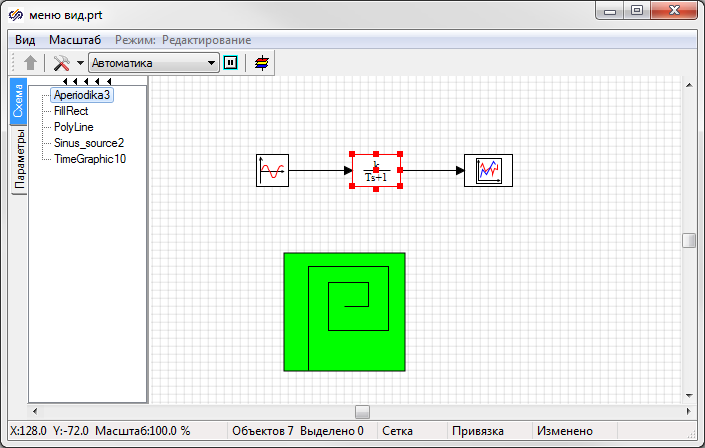 меню вид.prt
Вид Масштаб Режим: Редактирование
Автоматика
Схема
Параметры
Aperiodika3
FillRect
PolyLine
Sinus_source2
TimeGraphic10
k
Ts+1
X:128.0 Y:-72.0 Масштаб:100.0 % Объектов 7 Выделено 0 Сетка Привязка Изменено